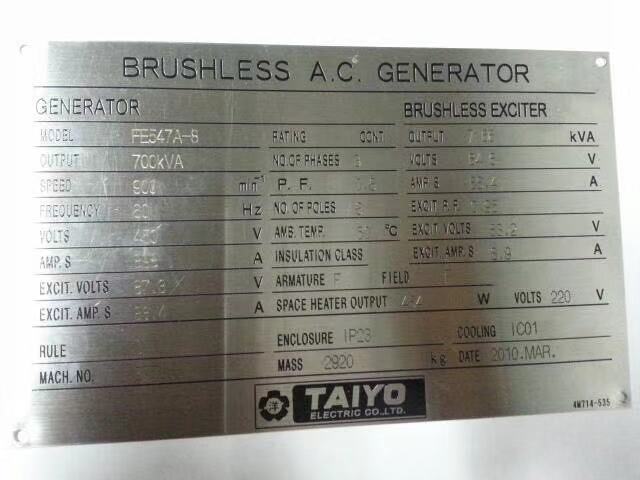 BRUSHLESS A.C. GENERATOR
GENERATOR
MODEL FE547A-8
OUTPUT 700kVA
SPEED 900 min⁻¹
FREQUENCY Hz
VOLTS 450 V
AMP. S A
EXCIT. VOLTS V
EXCIT. AMP. S A
RULE
MACH. NO.
RATING CONT
NO. OF PHASES 3
P. F.
NO. OF POLES 8
AMB. TEMP. °C
INSULATION CLASS
ARMATURE F FIELD F
SPACE HEATER OUTPUT W VOLTS 220 V
ENCLOSURE IP23 COOLING IC01
MASS 2920 kg DATE 2010.MAR.
BRUSHLESS EXCITER
OUTPUT kVA
VOLTS V
AMP. S A
EXCIT. P.F.
EXCIT. VOLTS V
EXCIT. AMP. S A
洋 TAIYO
ELECTRIC CO.,LTD.
4M714-535